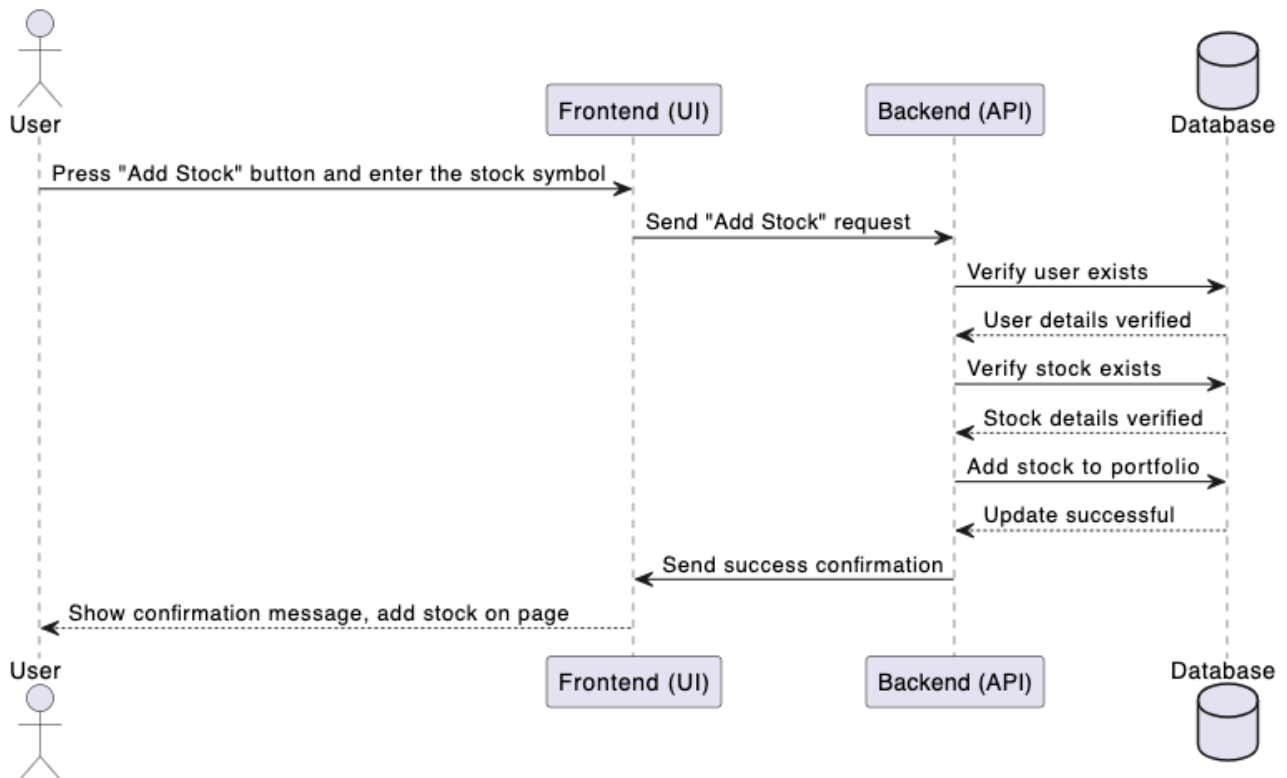 User
Frontend (UI)
Backend (API)
Database
Press "Add Stock" button and enter the stock symbol
Send "Add Stock" request
Verify user exists
User details verified
Verify stock exists
Stock details verified
Add stock to portfolio
Update successful
Send success confirmation
Show confirmation message, add stock on page
User
Frontend (UI)
Backend (API)
Database